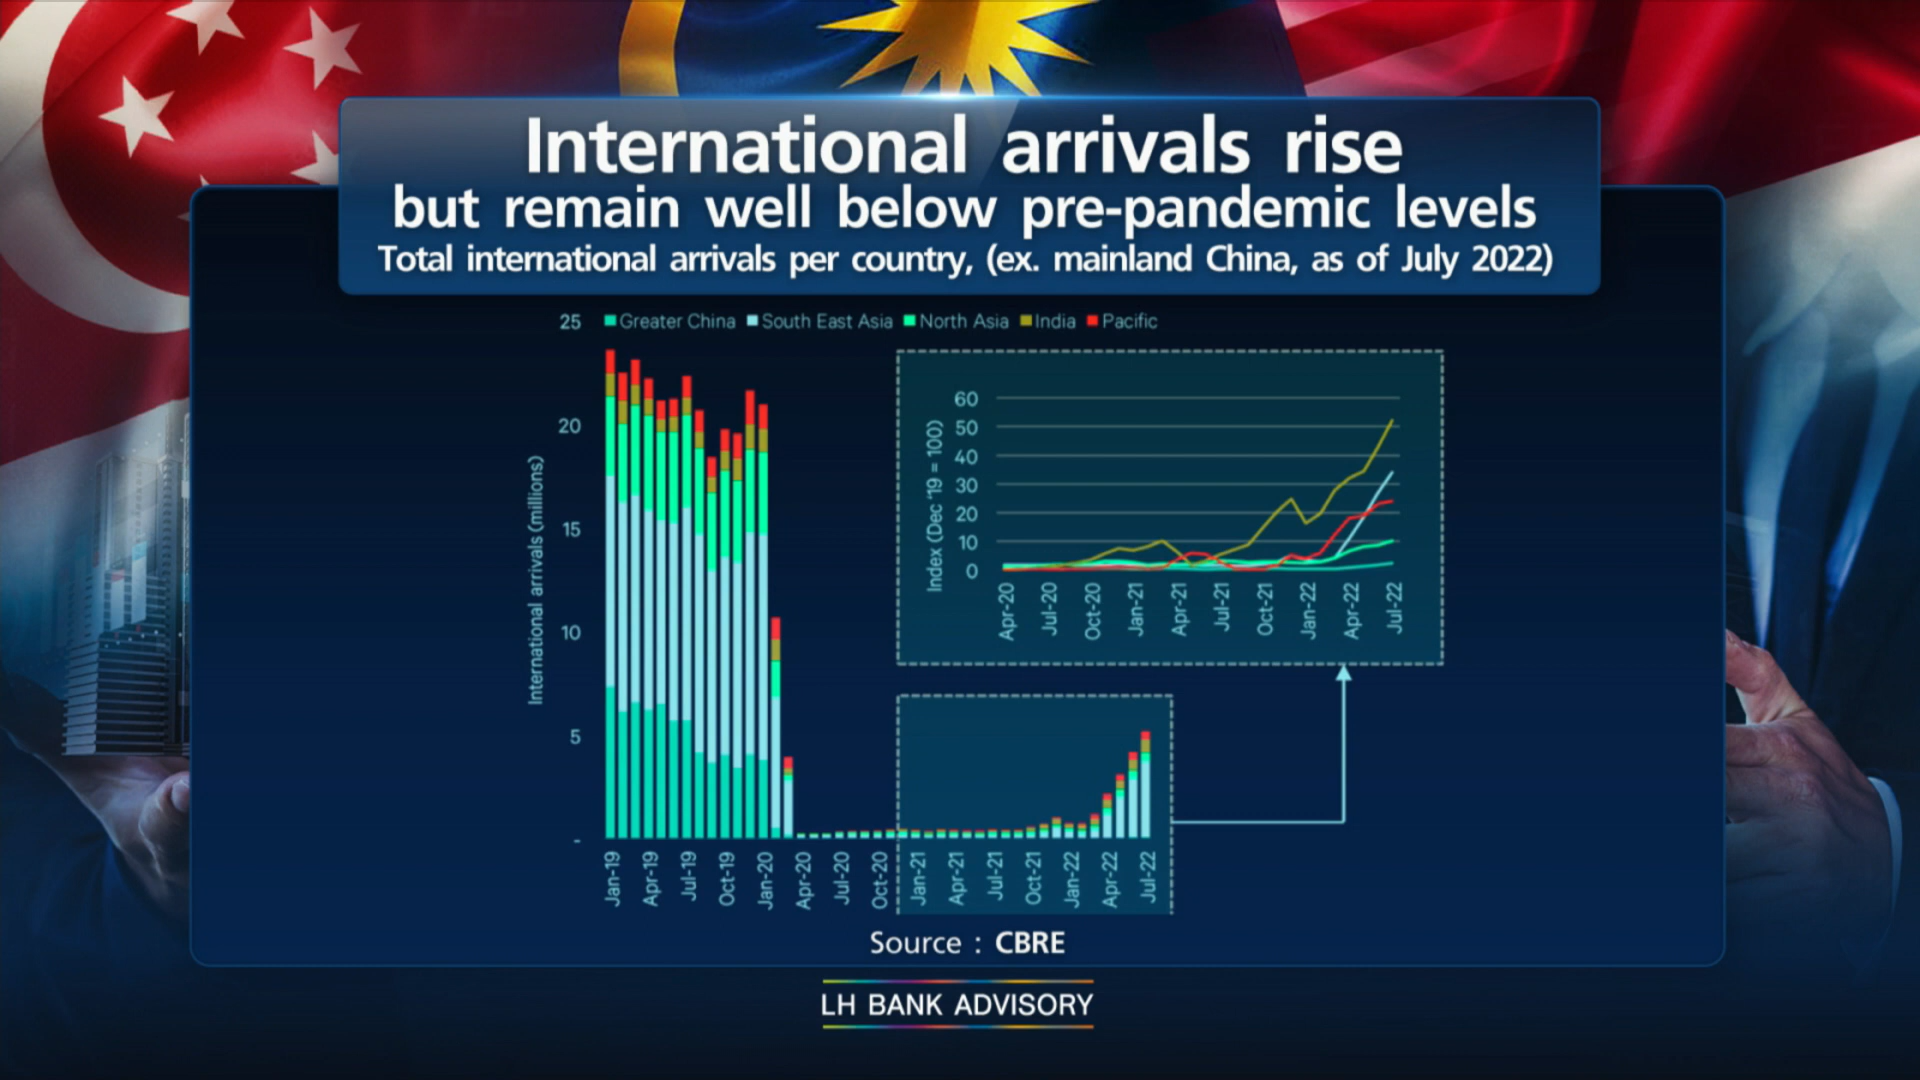 International arrivals rise
but remain well below pre-pandemic levels
Total international arrivals per country, (ex. mainland China, as of July 2022)
Greater China South East Asia North Asia India Pacific
25
20
15
10
5
-
International arrivals (millions)
Jan-19 Apr-19 Jul-19 Oct-19 Jan-20 Apr-20 Jul-20 Oct-20 Jan-21 Apr-21 Jul-21 Oct-21 Jan-22 Apr-22 Jul-22
60
50
40
30
20
10
0
Index (Dec '19 = 100)
Apr-20 Jul-20 Oct-20 Jan-21 Apr-21 Jul-21 Oct-21 Jan-22 Apr-22 Jul-22
Source : CBRE
LH BANK ADVISORY